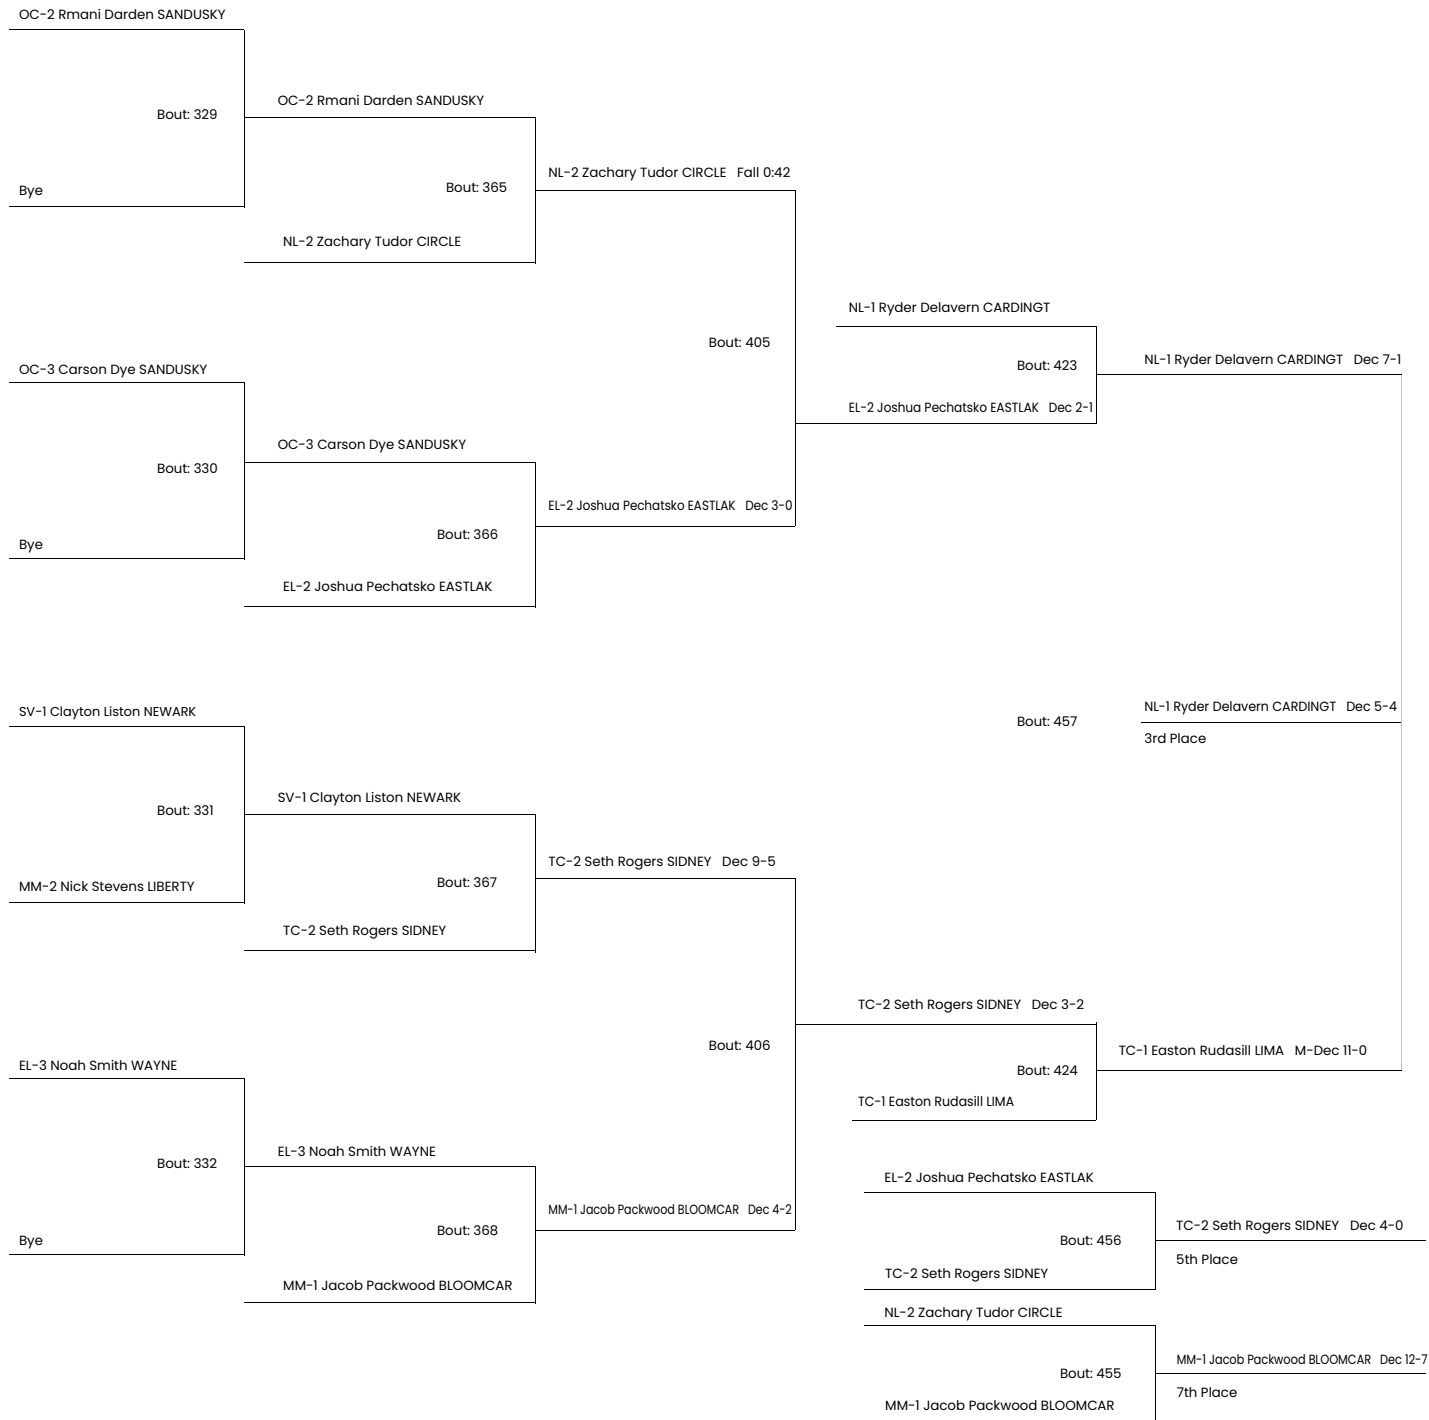 OC-2 Rmani Darden SANDUSKY
OC-2 Rmani Darden SANDUSKY
Bout: 329
NL-2 Zachary Tudor CIRCLE Fall 0:42
Bout: 365
Bye
NL-2 Zachary Tudor CIRCLE
NL-1 Ryder Delavern CARDINGT
Bout: 405
NL-1 Ryder Delavern CARDINGT Dec 7-1
Bout: 423
OC-3 Carson Dye SANDUSKY
EL-2 Joshua Pechatsko EASTLAK Dec 2-1
OC-3 Carson Dye SANDUSKY
Bout: 330
EL-2 Joshua Pechatsko EASTLAK Dec 3-0
Bout: 366
Bye
EL-2 Joshua Pechatsko EASTLAK
NL-1 Ryder Delavern CARDINGT Dec 5-4
SV-1 Clayton Liston NEWARK
Bout: 457
3rd Place
SV-1 Clayton Liston NEWARK
Bout: 331
TC-2 Seth Rogers SIDNEY Dec 9-5
Bout: 367
MM-2 Nick Stevens LIBERTY
TC-2 Seth Rogers SIDNEY
TC-2 Seth Rogers SIDNEY Dec 3-2
Bout: 406
TC-1 Easton Rudasill LIMA M-Dec 11-0
EL-3 Noah Smith WAYNE
Bout: 424
TC-1 Easton Rudasill LIMA
EL-3 Noah Smith WAYNE
Bout: 332
EL-2 Joshua Pechatsko EASTLAK
MM-1 Jacob Packwood BLOOMCAR Dec 4-2
TC-2 Seth Rogers SIDNEY Dec 4-0
Bout: 368
Bye
Bout: 456
5th Place
TC-2 Seth Rogers SIDNEY
MM-1 Jacob Packwood BLOOMCAR
NL-2 Zachary Tudor CIRCLE
MM-1 Jacob Packwood BLOOMCAR Dec 12-7
Bout: 455
7th Place
MM-1 Jacob Packwood BLOOMCAR